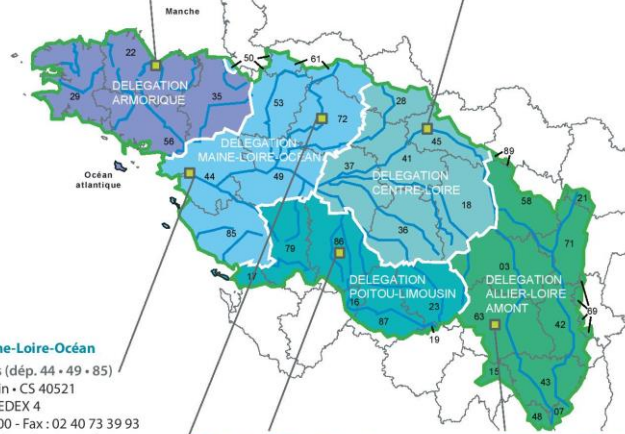 Manche
50
61
22
DELEGATION
ARMORIQUE
29
35
56
53
72
28
DELEGATION
MAINE-LOIRE-OCÉAN
45
89
Océan
atlantique
44
49
37
41
DELEGATION
CENTRE-LOIRE
18
58
21
85
79
86
36
71
17
03
DELEGATION
POITOU-LIMOUSIN
DELEGATION
ALLIER-LOIRE
AMONT
16
23
87
19
63
69
42
15
43
48
07
ne-Loire-Océan
s (dép. 44 • 49 • 85)
in • CS 40521
EDEX 4
00 - Fax : 02 40 73 39 93